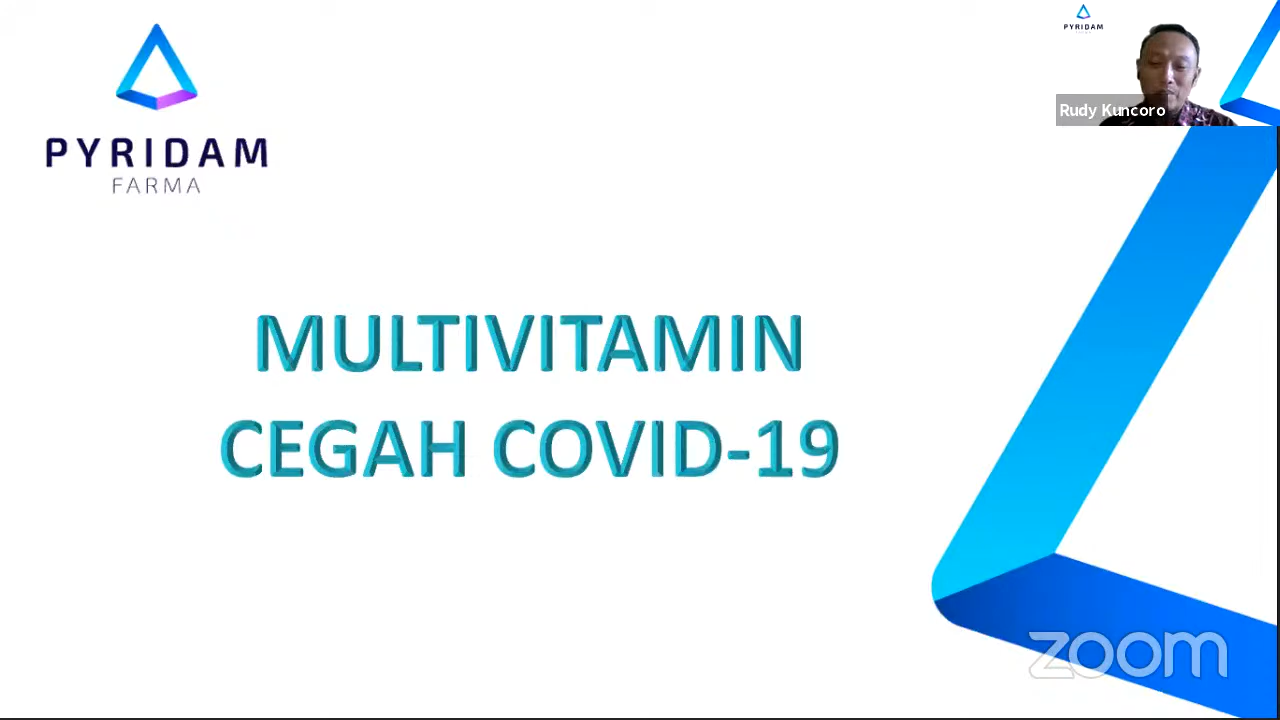 PYRIDAM
FARMA
PYRIDAM
Rudy Kuncoro
MULTIVITAMIN
CEGAH COVID-19
zoom